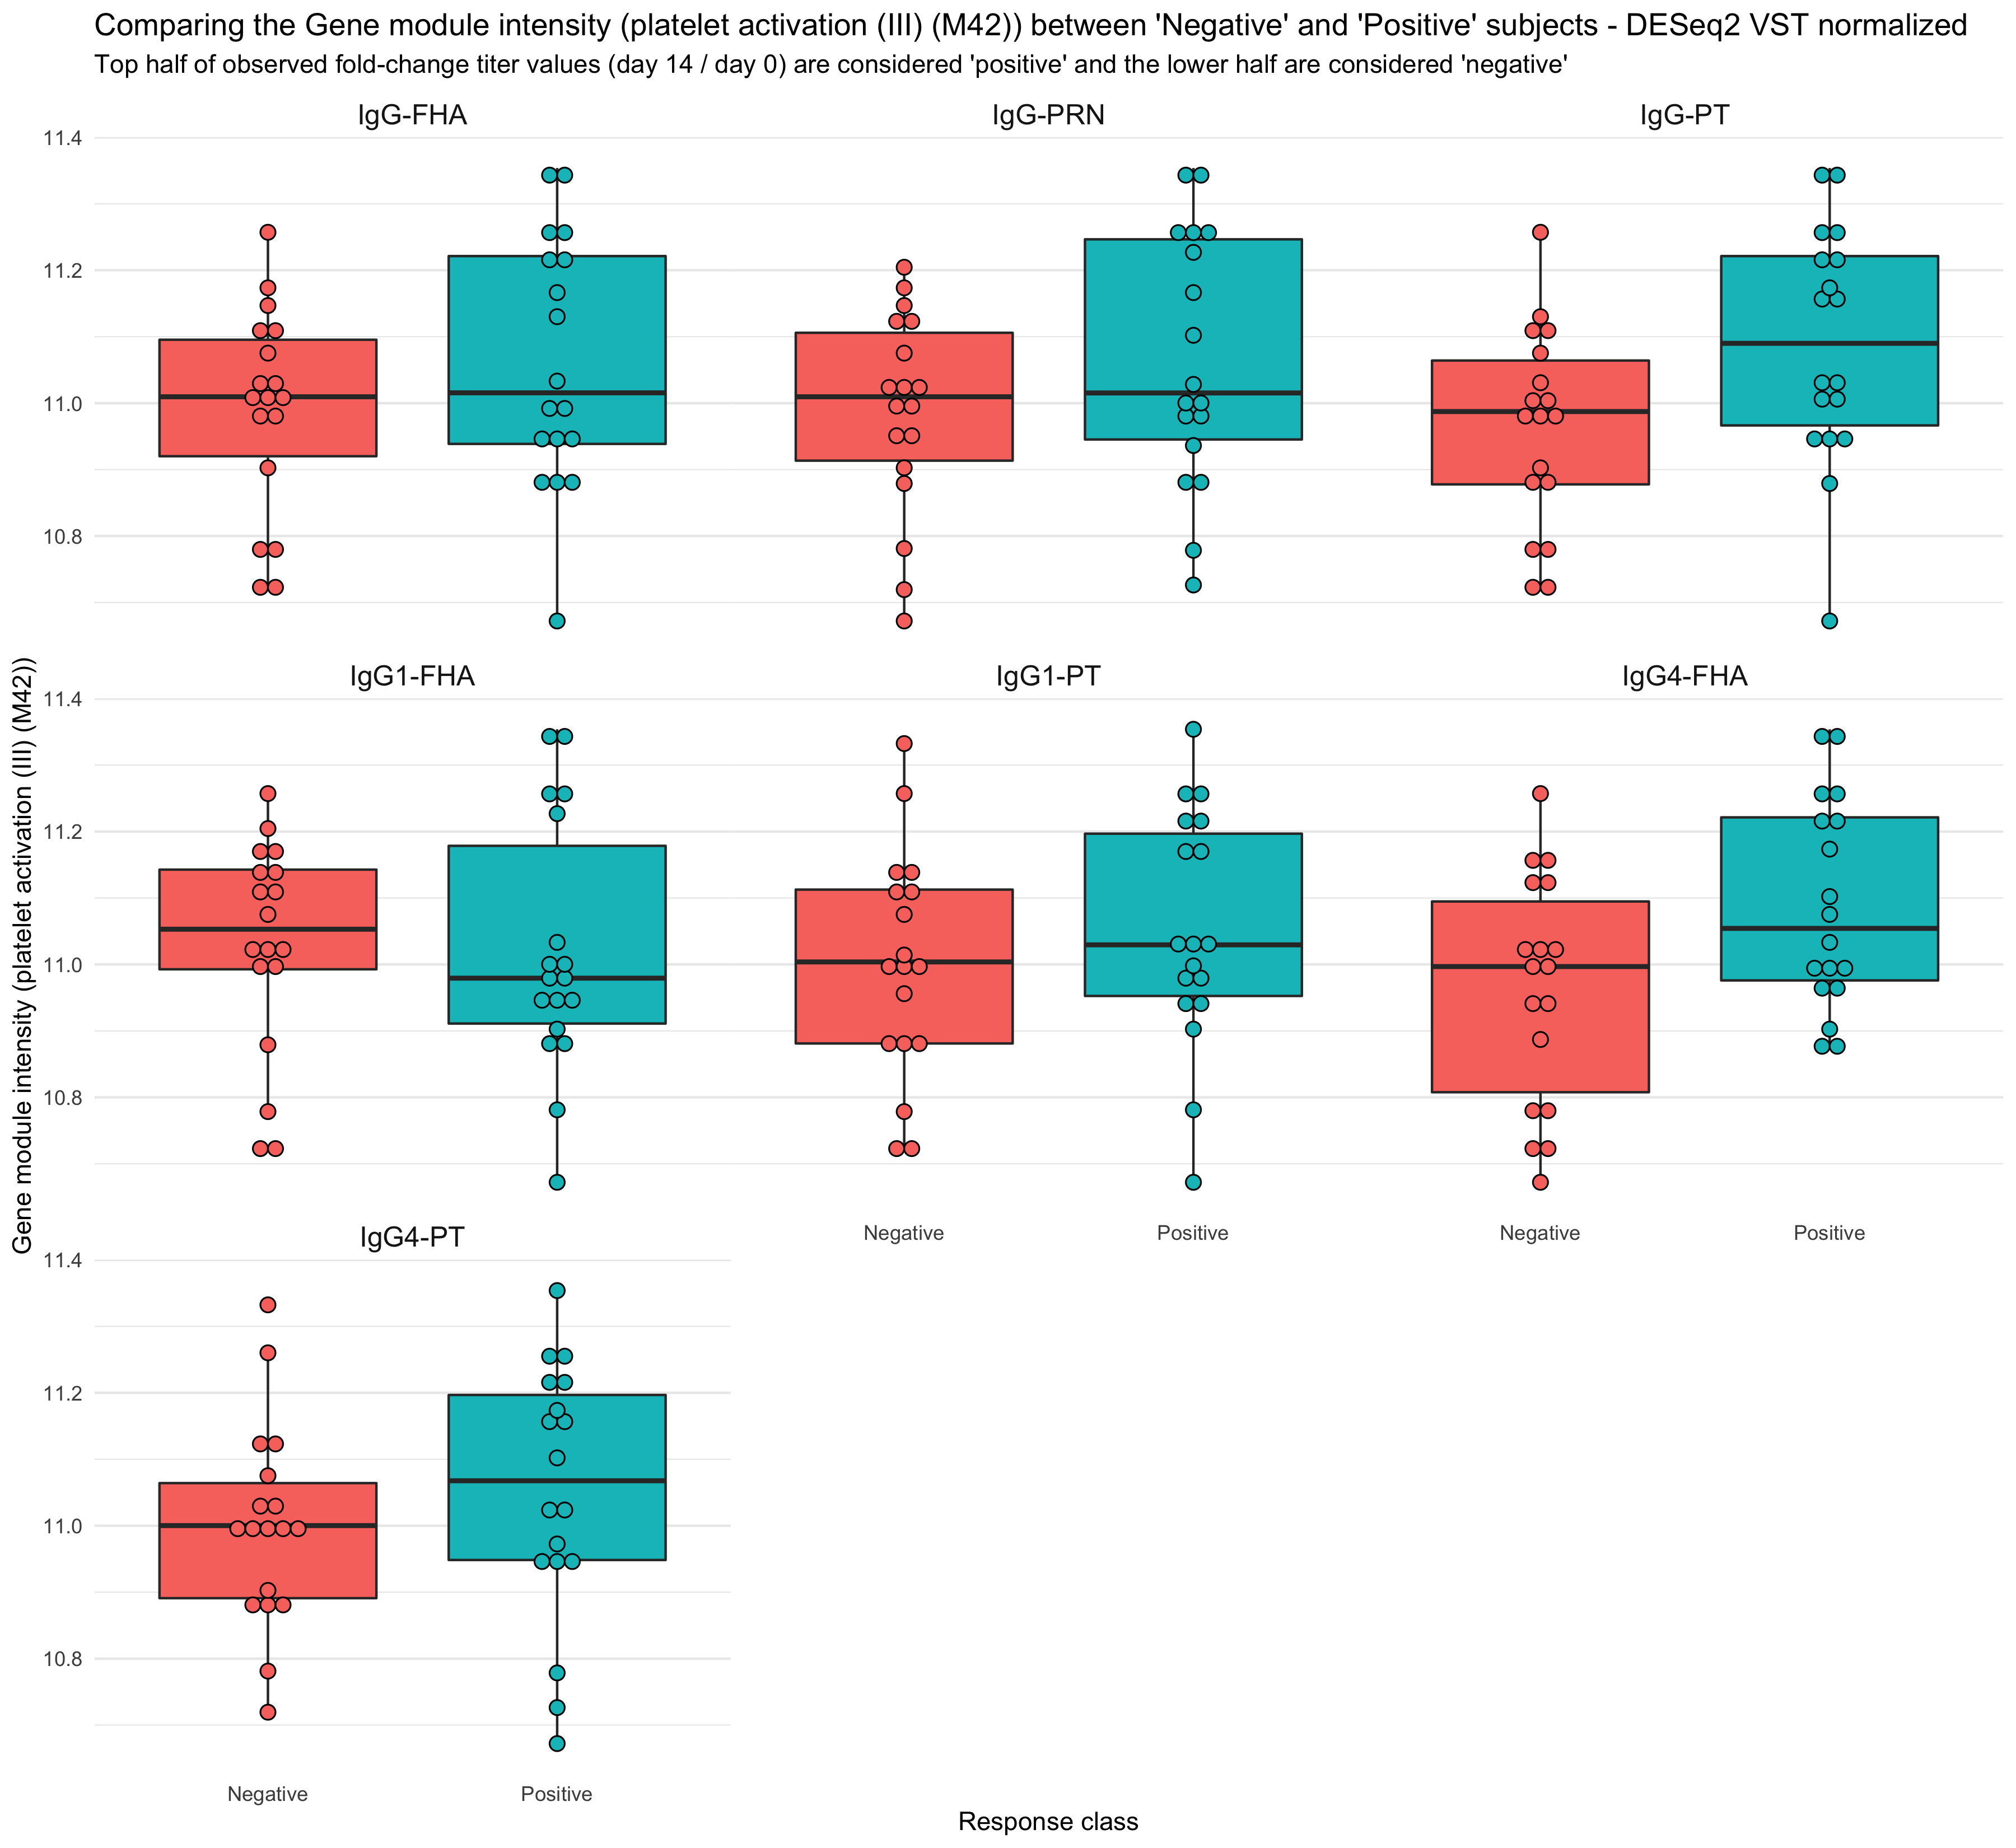 Comparing the Gene module intensity (platelet activation (III) (M42)) between 'Negative' and 'Positive' subjects - DESeq2 VST normalized
Top half of observed fold-change titer values (day 14 / day 0) are considered 'positive' and the lower half are considered 'negative'
IgG-FHA
IgG-PRN
IgG-PT
11.4
11.2
11.0
10.8
IgG1-FHA
IgG1-PT
IgG4-FHA
11.4
11.2
11.0
10.8
Negative
Positive
Negative
Positive
IgG4-PT
11.4
11.2
11.0
10.8
Negative
Positive
Gene module intensity (platelet activation (III) (M42))
Response class